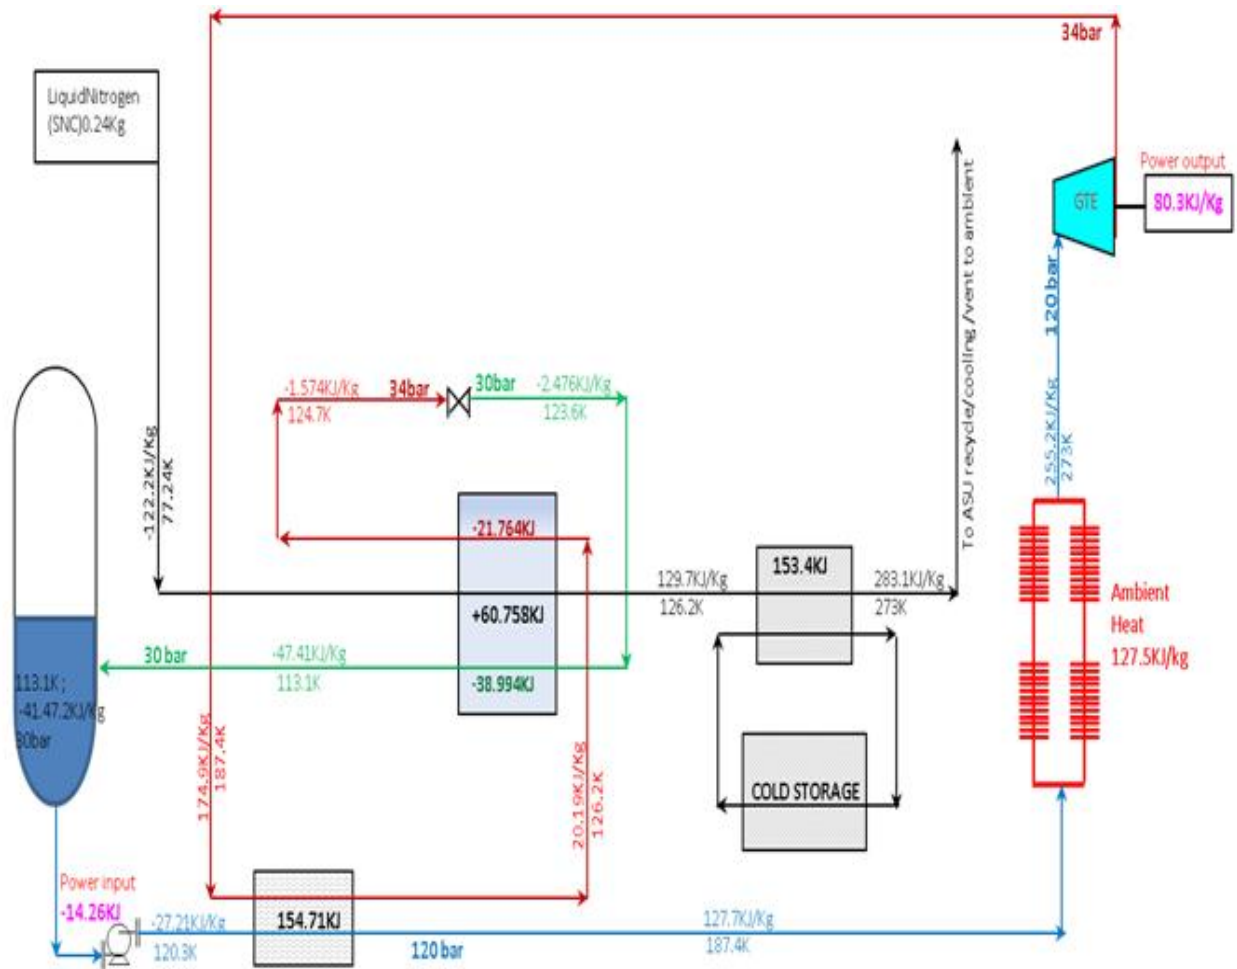 34bar
LiquidNitrogen
(SNC)0.24Kg
Power output
GTE
80.3KJ/Kg
To ASU recycle/cooling /vent to ambient
120bar
-122.2KJ/Kg
77.24K
-1.574KJ/Kg
34bar
124.7K
30bar
-2.476KJ/Kg
123.6K
255.2KJ/Kg
273K
-21.764KJ
153.4KJ
129.7KJ/Kg
126.2K
283.1KJ/Kg
273K
+60.758KJ
Ambient
Heat
127.5KJ/kg
30 bar
-47.41KJ/Kg
113.1K
-38.994KJ
113.1K ;
-41.47.2KJ/Kg
30bar
174.9KJ/Kg
187.4K
20.19KJ/Kg
126.2K
COLD STORAGE
Power input
-14.26KJ
-27.21KJ/Kg
120.3K
154.71KJ
120bar
127.7KJ/Kg
187.4K